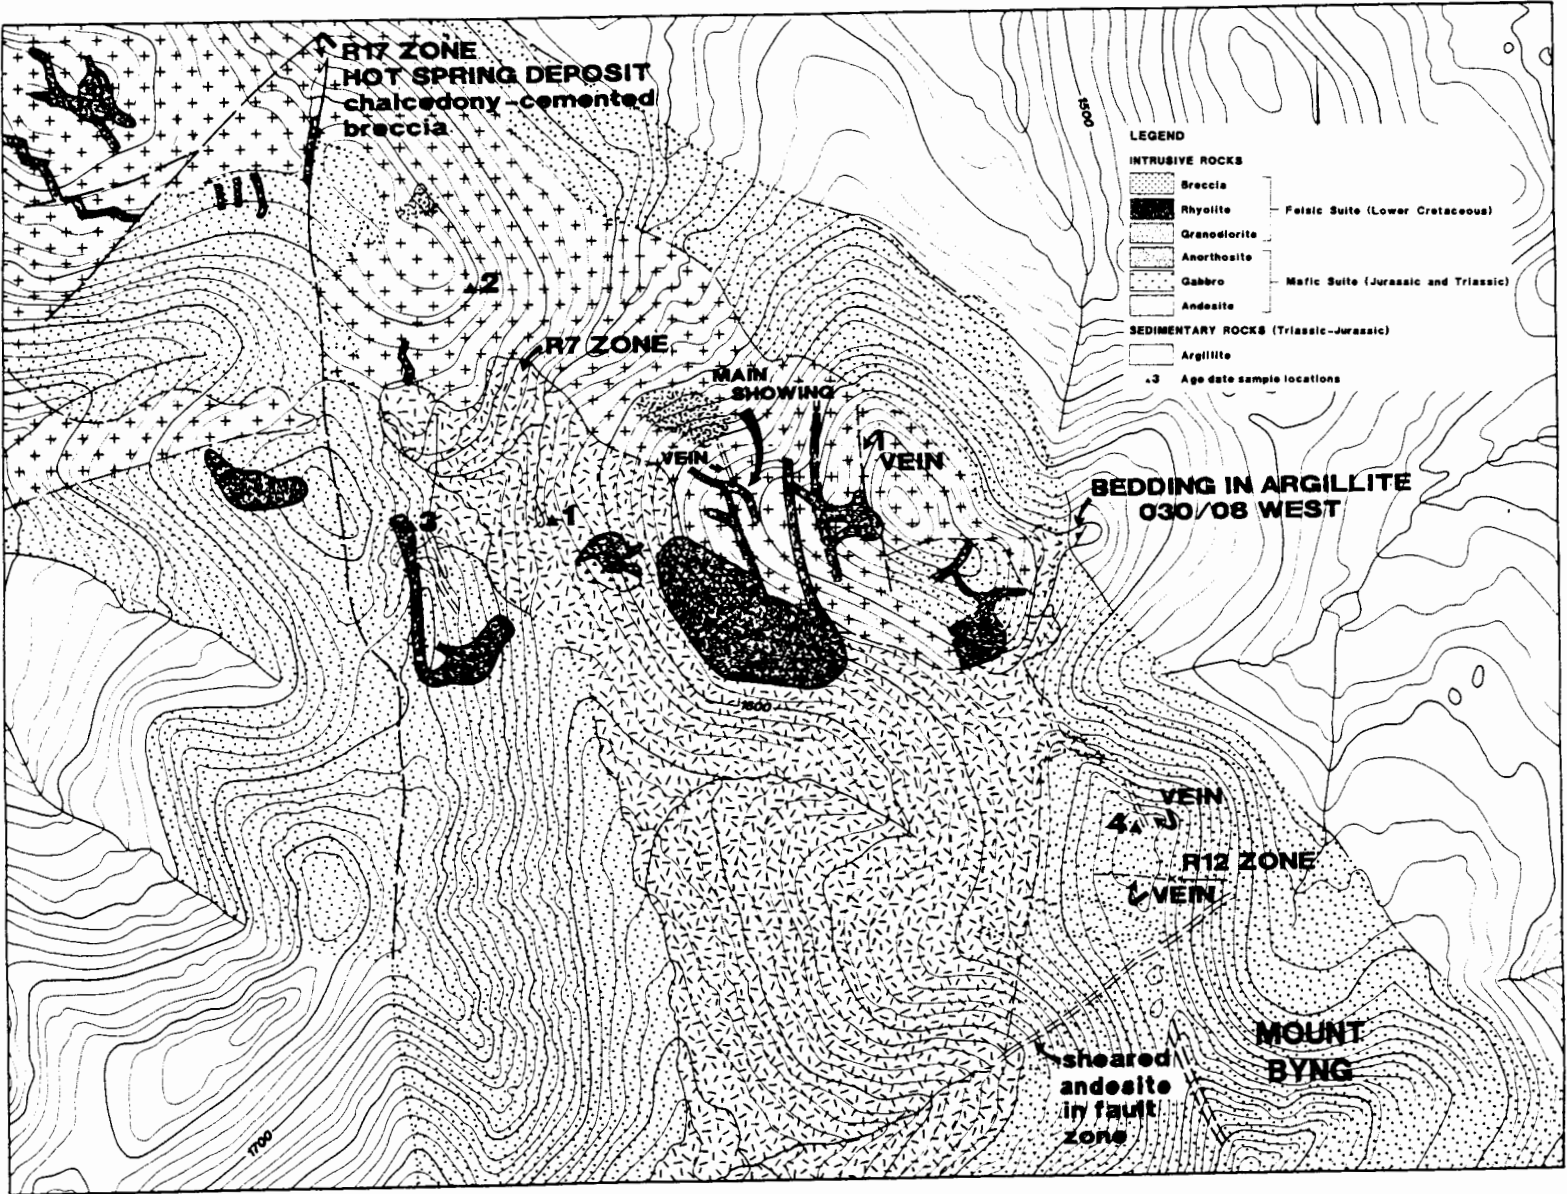 R17 ZONE
HOT SPRING DEPOSIT
chalcedony-cemented
breccia
1500
LEGEND
INTRUSIVE ROCKS
Breccia
Rhyolite
Felsic Suite (Lower Cretaceous)
Granodiorite
Anorthosite
Gabbro
Mafic Suite (Jurassic and Triassic)
Andesite
SEDIMENTARY ROCKS (Triassic-Jurassic)
Argillite
▲3 Age date sample locations
▲2
R7 ZONE
MAIN
SHOWING
VEIN
VEIN
BEDDING IN ARGILLITE
030/08 WEST
3
▲1
1600
VEIN
4▲
R12 ZONE
VEIN
MOUNT
BYNG
sheared
andesite
in fault
zone
1700